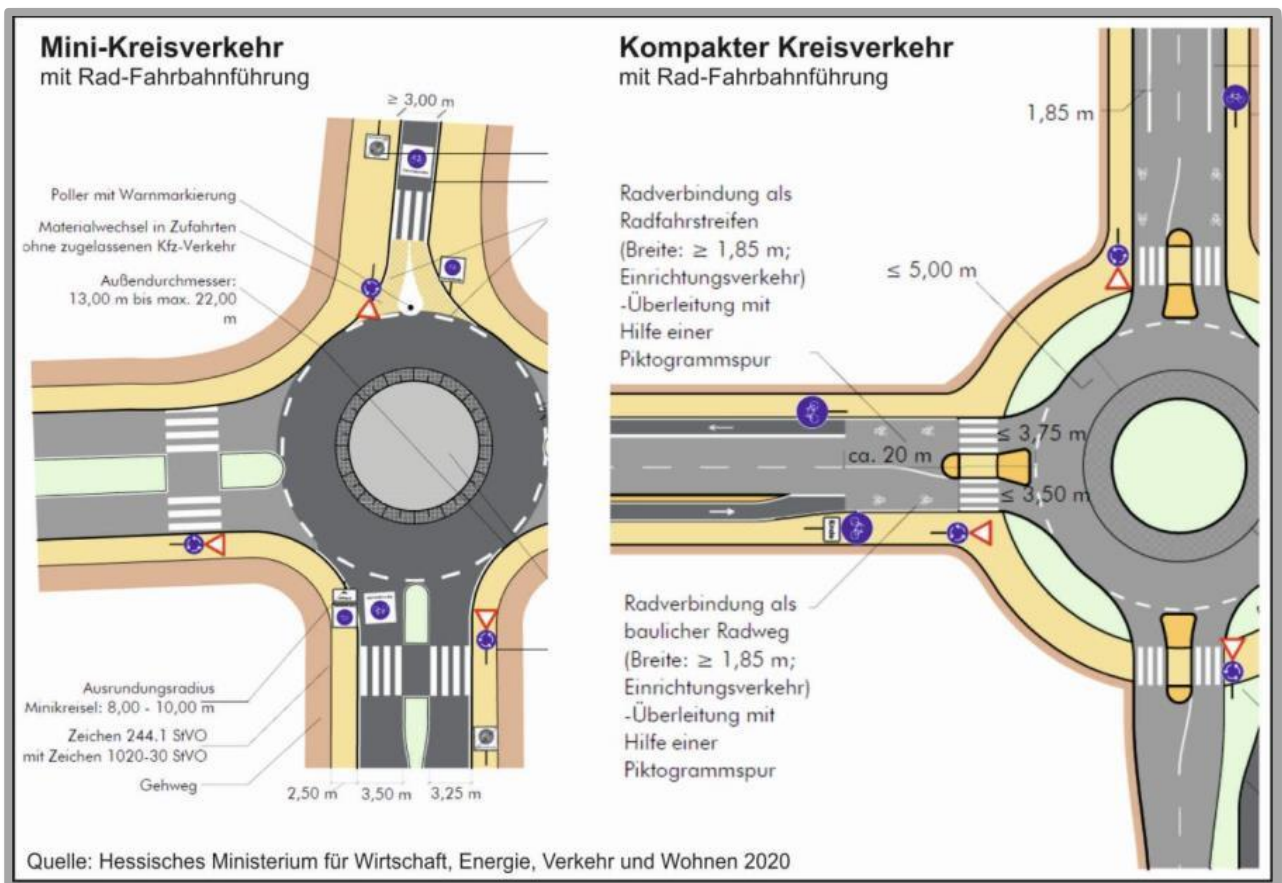 Mini-Kreisverkehr
mit Rad-Fahrbahnführung
≥ 3,00 m
Poller mit Warnmarkierung
Materialwechsel in Zufahrten
ohne zugelassenen Kfz-Verkehr
Außendurchmesser:
13,00 m bis max. 22,00
m
Ausrundungsradius
Minikreisel: 8,00 - 10,00 m
Zeichen 244.1 StVO
mit Zeichen 1020-30 StVO
Gehweg
2,50 m
3,50 m
3,25 m
Kompakter Kreisverkehr
mit Rad-Fahrbahnführung
1,85 m
Radverbindung als
Radfahrstreifen
(Breite: ≥ 1,85 m;
Einrichtungsverkehr)
-Überleitung mit
Hilfe einer
Piktogrammspur
≤ 5,00 m
≤ 3,75 m
ca. 20 m
≤ 3,50 m
Ende
Radverbindung als
baulicher Radweg
(Breite: ≥ 1,85 m;
Einrichtungsverkehr)
-Überleitung mit
Hilfe einer
Piktogrammspur
Quelle: Hessisches Ministerium für Wirtschaft, Energie, Verkehr und Wohnen 2020